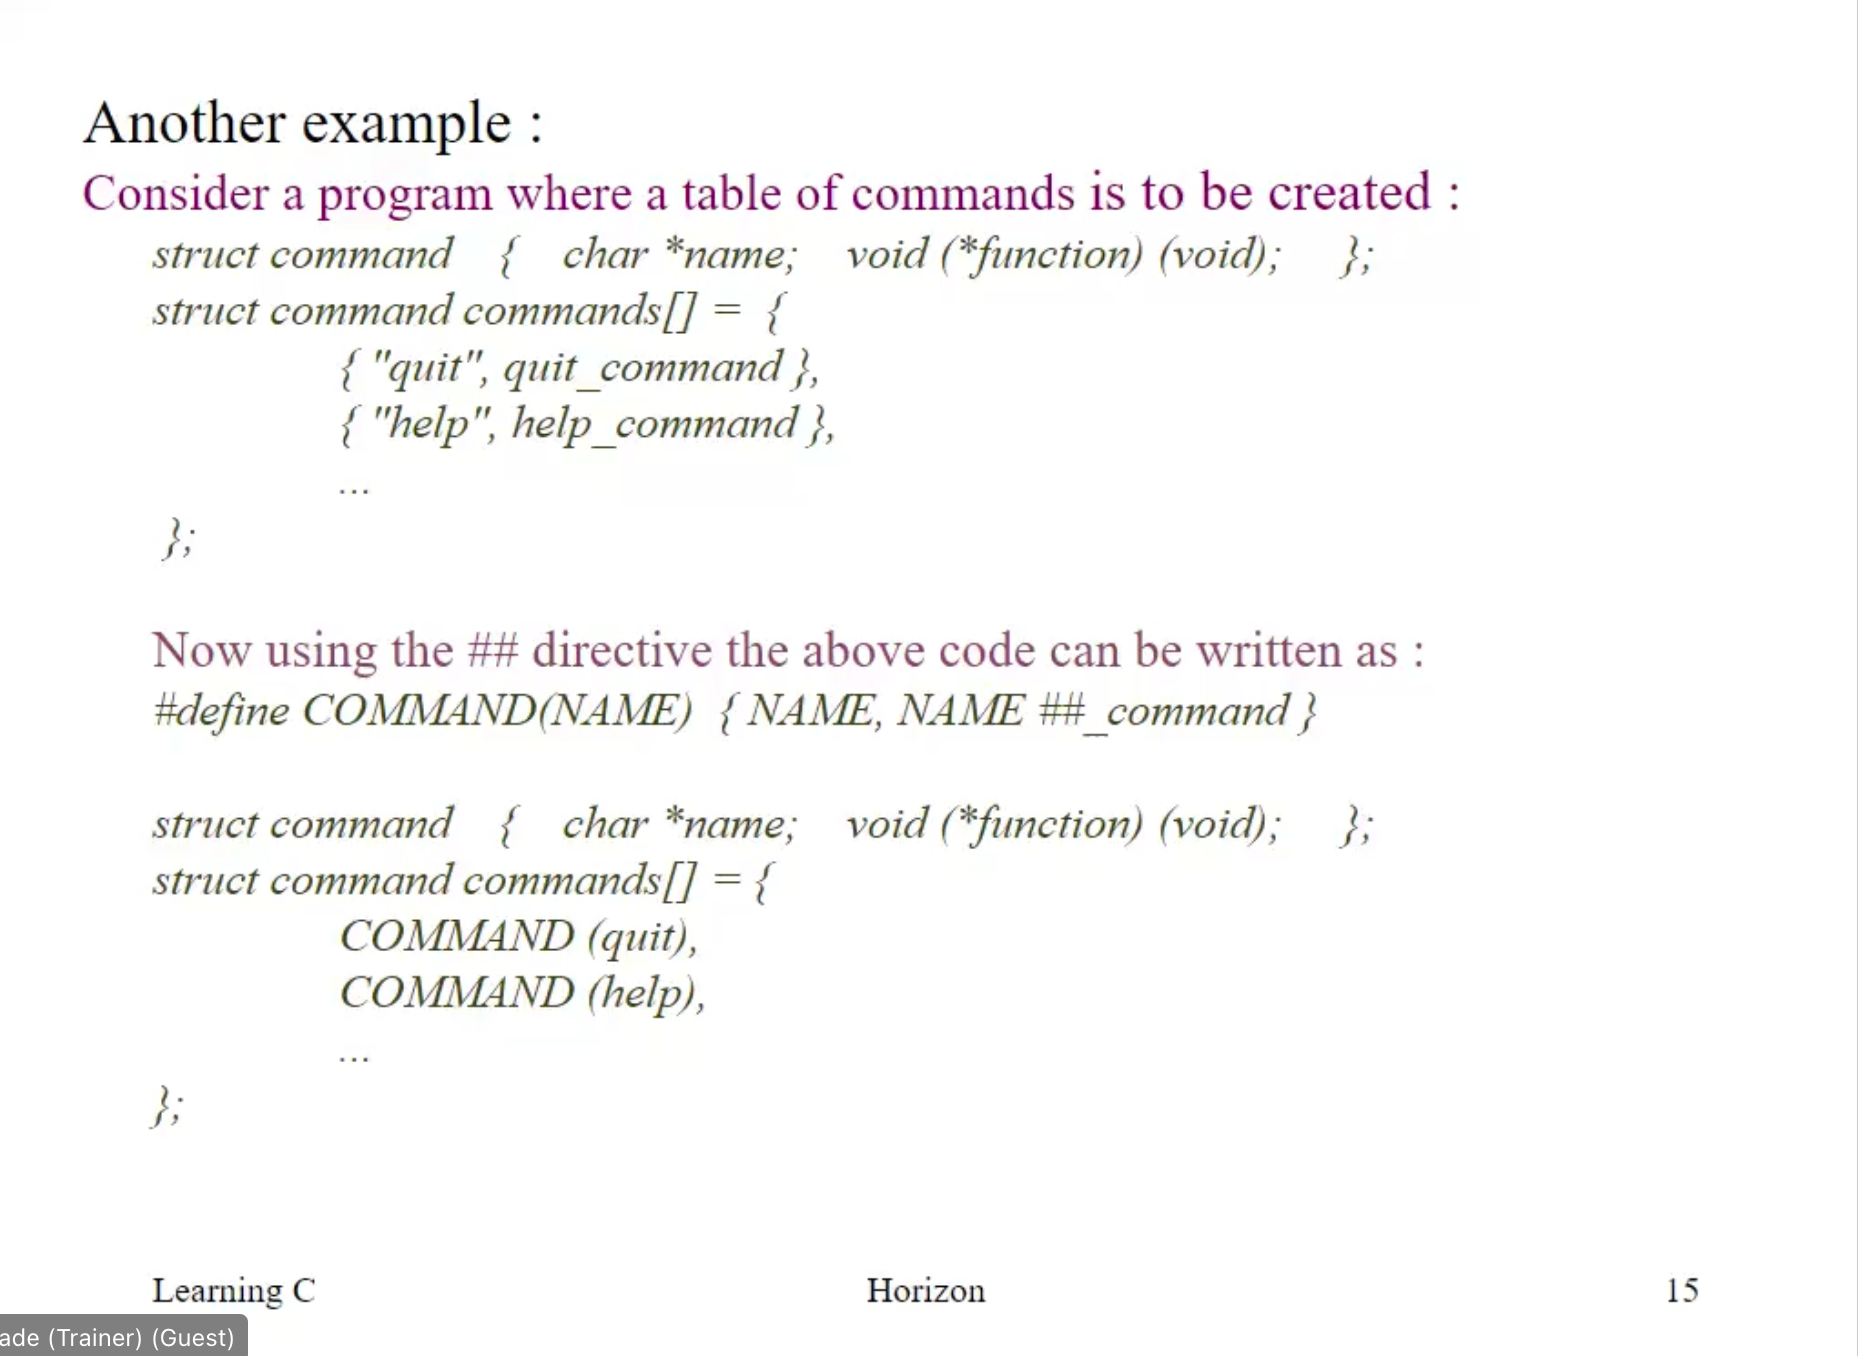 Another example :
Consider a program where a table of commands is to be created :
struct command { char *name; void (*function) (void); };
struct command commands[] = {
{ "quit", quit_command },
{ "help", help_command },
...
};
Now using the ## directive the above code can be written as :
#define COMMAND(NAME) { NAME, NAME ##_command }
struct command { char *name; void (*function) (void); };
struct command commands[] = {
COMMAND (quit),
COMMAND (help),
...
};
Learning C Horizon 15
ade (Trainer) (Guest)